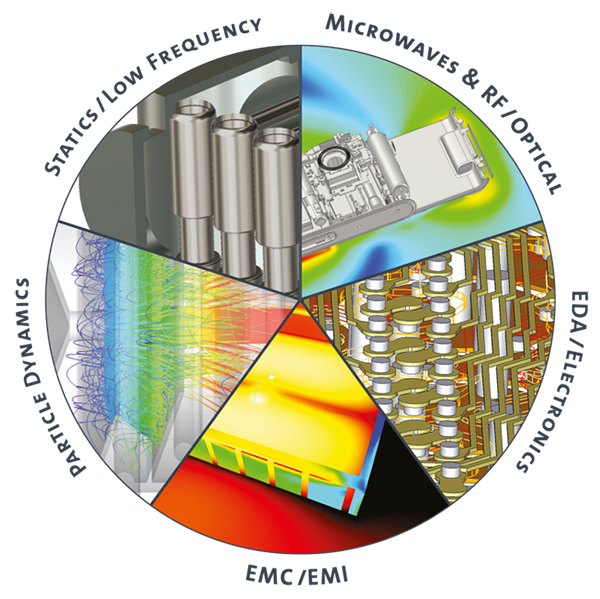 STATICS / LOW FREQUENCY
MICROWAVES & RF / OPTICAL
EDA / ELECTRONICS
EMC / EMI
PARTICLE DYNAMICS